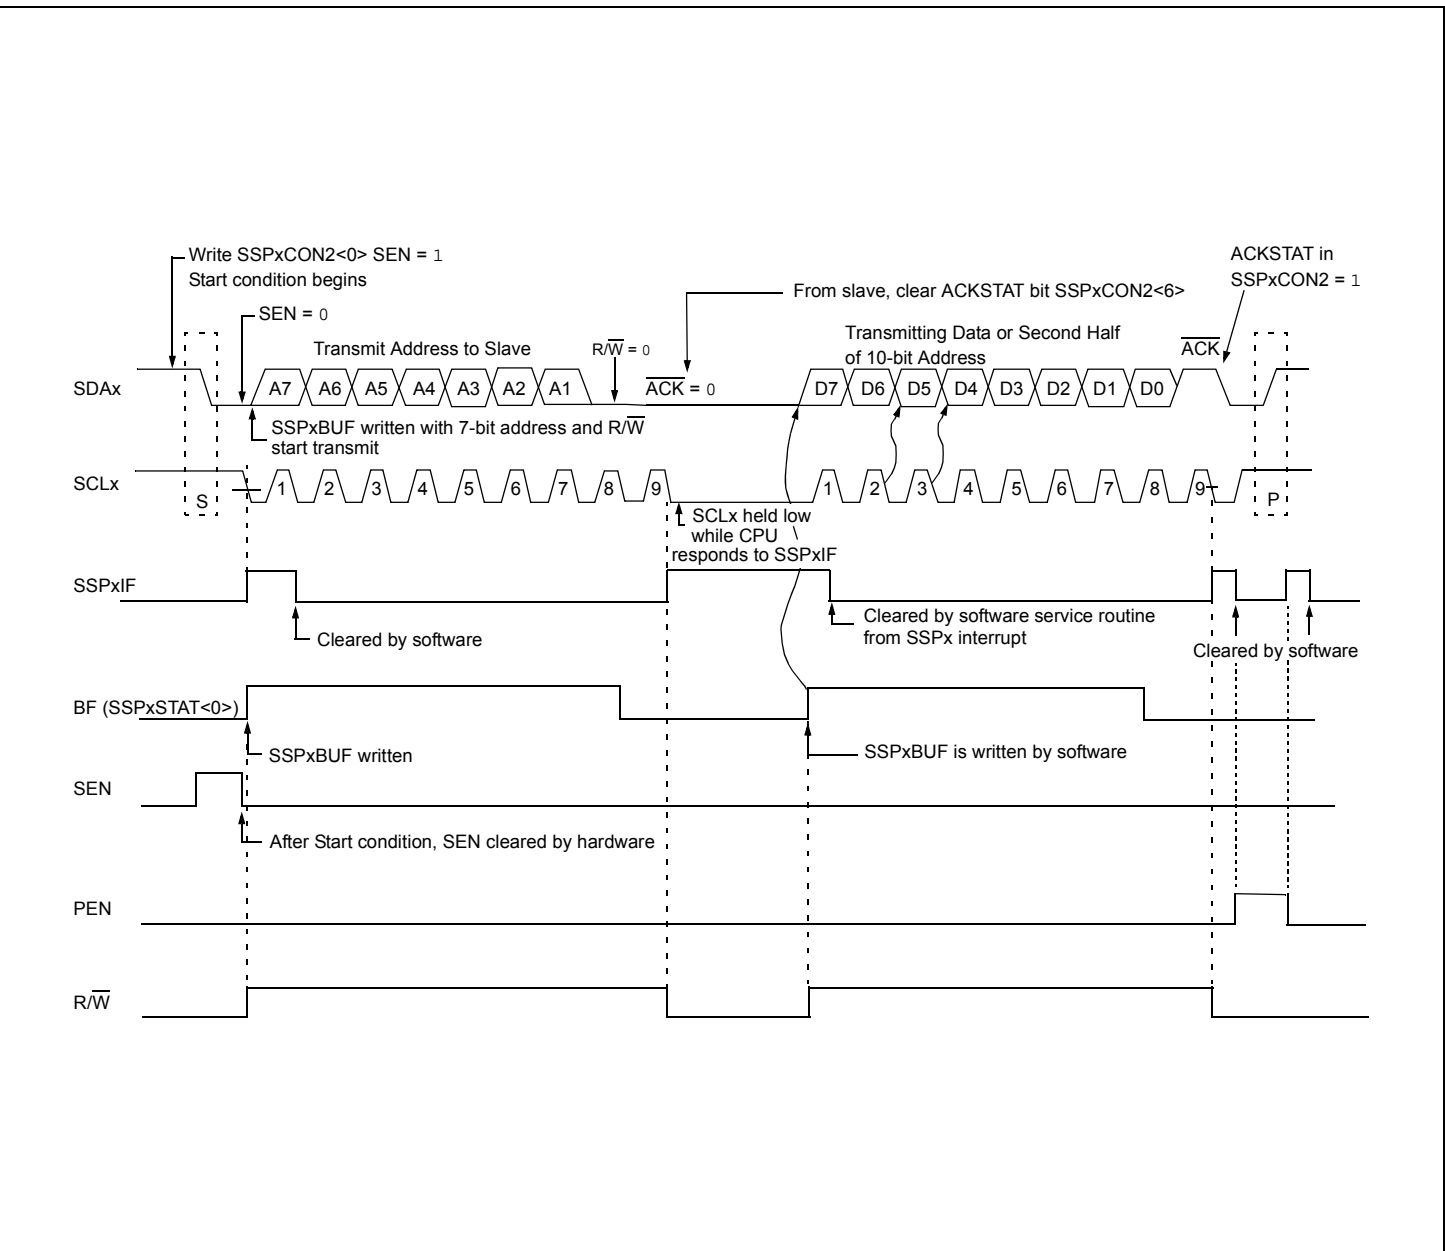 Write SSPxCON2<0> SEN = 1
Start condition begins
ACKSTAT in
SSPxCON2 = 1
From slave, clear ACKSTAT bit SSPxCON2<6>
SEN = 0
Transmit Address to Slave
R/W = 0
Transmitting Data or Second Half
of 10-bit Address
ACK
SDAx
A7 A6 A5 A4 A3 A2 A1
ACK = 0
D7 D6 D5 D4 D3 D2 D1 D0
SSPxBUF written with 7-bit address and R/W
start transmit
SCLx
S
1 2 3 4 5 6 7 8 9
1 2 3 4 5 6 7 8 9
P
SCLx held low
while CPU
responds to SSPxIF
SSPxIF
Cleared by software
Cleared by software service routine
from SSPx interrupt
Cleared by software
BF (SSPxSTAT<0>)
SSPxBUF written
SSPxBUF is written by software
SEN
After Start condition, SEN cleared by hardware
PEN
R/W